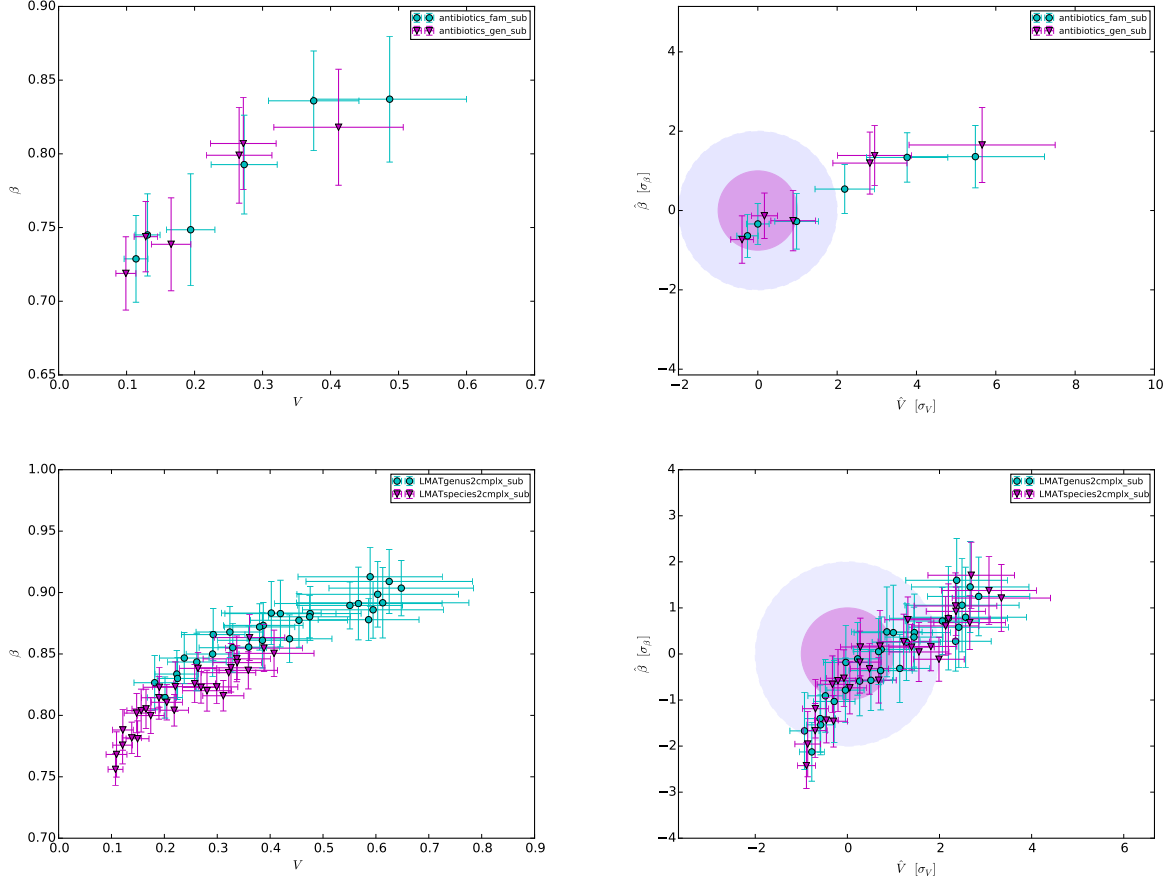 antibiotics_fam_sub
antibiotics_gen_sub
0.90
0.85
0.80
0.75
0.70
0.65
β
0.0 0.1 0.2 0.3 0.4 0.5 0.6 0.7
V
antibiotics_fam_sub
antibiotics_gen_sub
4
2
0
−2
−4
β̂ [σβ]
−2 0 2 4 6 8 10
V̂ [σV]
LMATgenus2cmplx_sub
LMATspecies2cmplx_sub
1.00
0.95
0.90
0.85
0.80
0.75
0.70
β
0.0 0.1 0.2 0.3 0.4 0.5 0.6 0.7 0.8 0.9
V
LMATgenus2cmplx_sub
LMATspecies2cmplx_sub
4
3
2
1
0
−1
−2
−3
−4
β̂ [σβ]
−2 0 2 4 6
V̂ [σV]